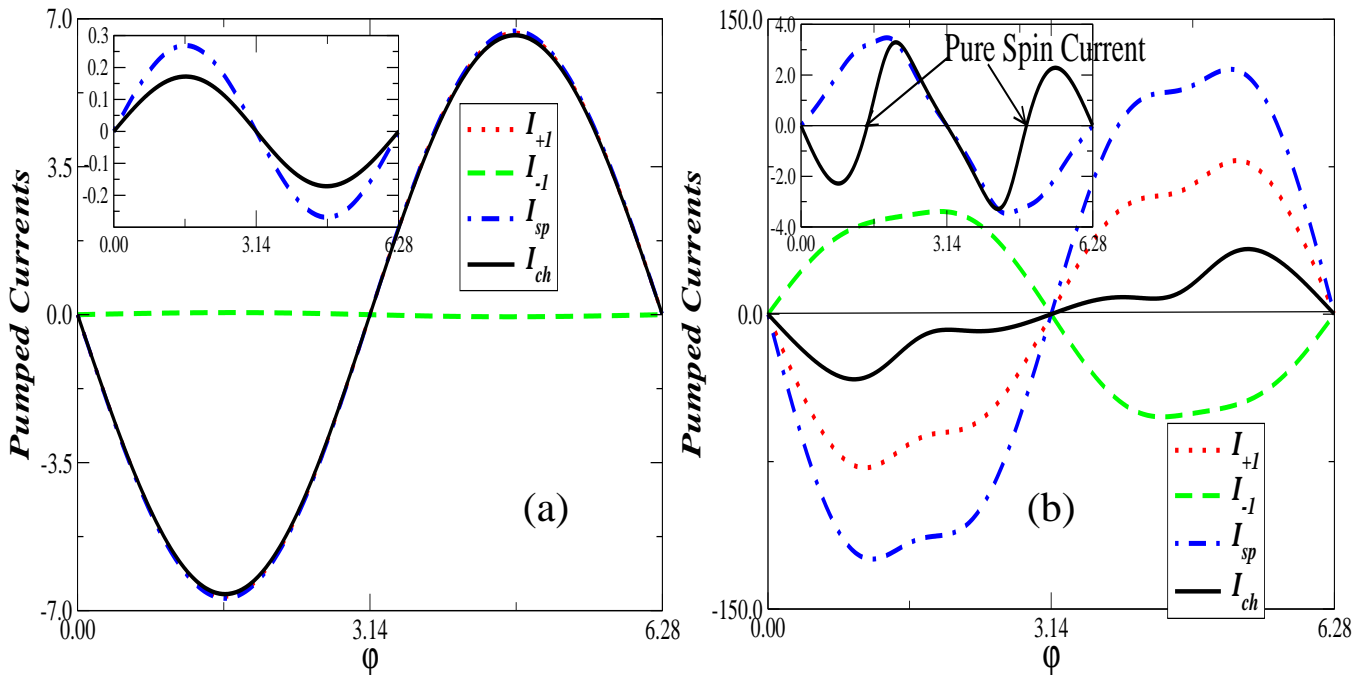 7.0
3.5
0.0
-3.5
-7.0
Pumped Currents
0.3
0.2
0.1
0
-0.1
-0.2
0.00
3.14
6.28
I+1
I-1
Isp
Ich
(a)
0.00
3.14
6.28
φ
150.0
0.0
-150.0
Pumped Currents
4.0
2.0
0.0
-2.0
-4.0
Pure Spin Current
0.00
3.14
6.28
(b)
I+1
I-1
Isp
Ich
0.00
3.14
6.28
φ